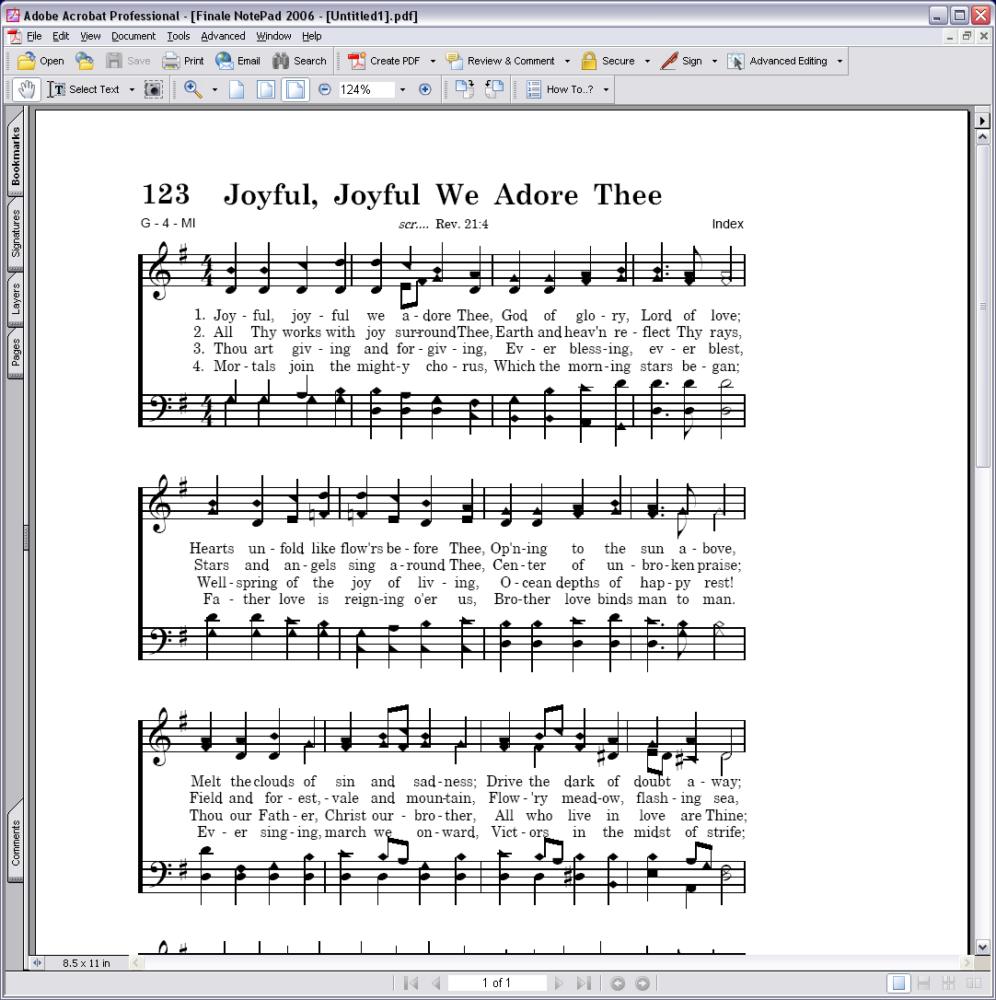 Adobe Acrobat Professional - [Finale NotePad 2006 - [Untitled1].pdf]
File Edit View Document Tools Advanced Window Help
Open Save Print Email Search Create PDF Review & Comment Secure Sign Advanced Editing
Select Text 124% How To..?
Bookmarks
Signatures
Layers
Pages
Comments
123 Joyful, Joyful We Adore Thee
G - 4 - MI scr.... Rev. 21:4 Index
1. Joy - ful, joy - ful we a - dore Thee, God of glo - ry, Lord of love;
2. All Thy works with joy sur-round Thee, Earth and heav'n re - flect Thy rays,
3. Thou art giv - ing and for - giv - ing, Ev - er bless - ing, ev - er blest,
4. Mor - tals join the might - y cho - rus, Which the morn - ing stars be - gan;
Hearts un - fold like flow'rs be - fore Thee, Op'n - ing to the sun a - bove,
Stars and an - gels sing a - round Thee, Cen - ter of un - bro - ken praise;
Well - spring of the joy of liv - ing, O - cean depths of hap - py rest!
Fa - ther love is reign - ing o'er us, Bro - ther love binds man to man.
Melt the clouds of sin and sad - ness; Drive the dark of doubt a - way;
Field and for - est, - vale and moun - tain, Flow - 'ry mead - ow, flash - ing sea,
Thou our Fath - er, Christ our - bro - ther, All who live in love are Thine;
Ev - er sing - ing, march we on - ward, Vict - ors in the midst of strife;
8.5 x 11 in
1 of 1